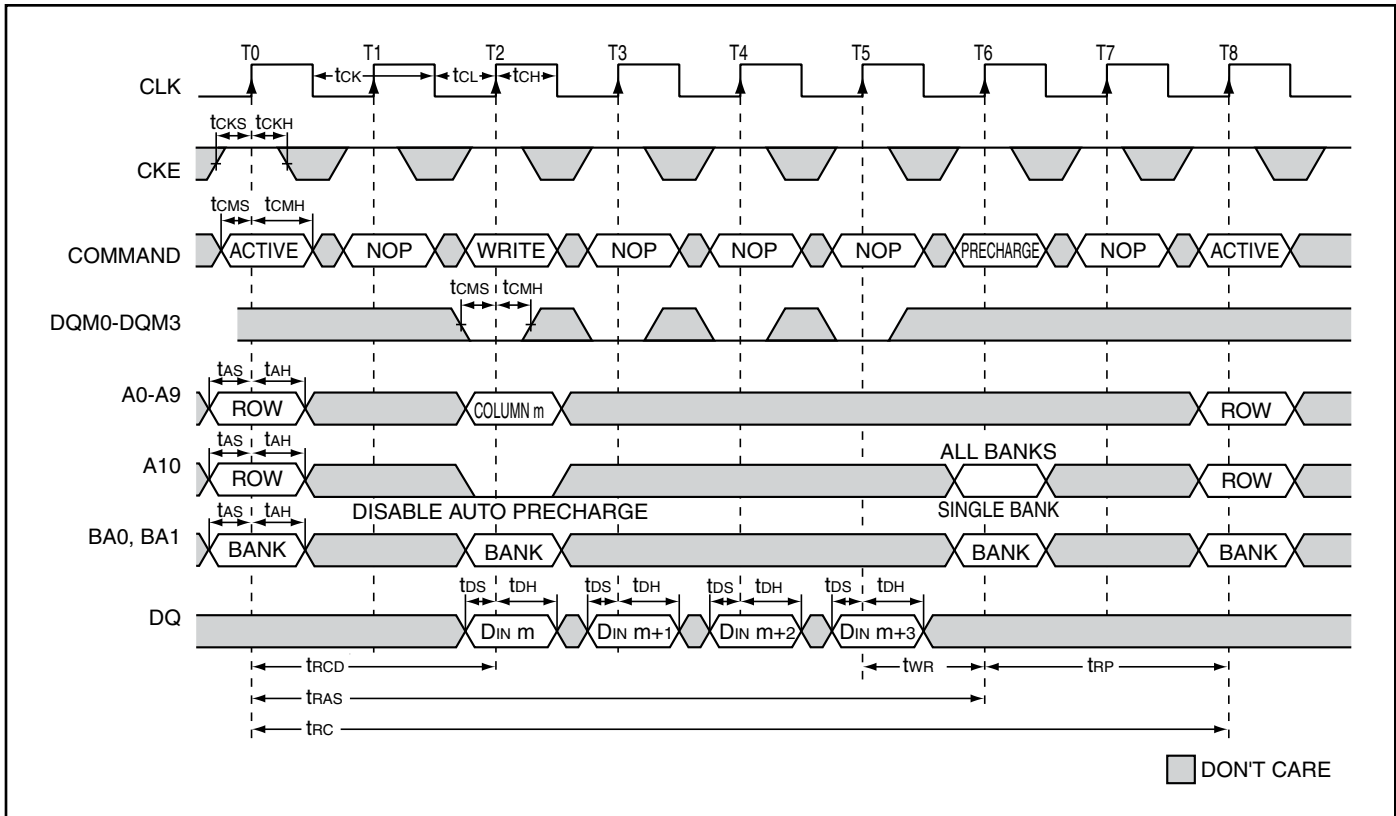 T0 T1 T2 T3 T4 T5 T6 T7 T8
CLK tCK tCL tCH
tCKS tCKH
CKE
tCMS tCMH
COMMAND ACTIVE NOP WRITE NOP NOP NOP PRECHARGE NOP ACTIVE
tCMS tCMH
DQM0-DQM3
tAS tAH
A0-A9 ROW COLUMN m ROW
tAS tAH ALL BANKS
A10 ROW ROW
tAS tAH DISABLE AUTO PRECHARGE SINGLE BANK
BA0, BA1 BANK BANK BANK BANK
tDS tDH tDS tDH tDS tDH tDS tDH
DQ DIN m DIN m+1 DIN m+2 DIN m+3
tRCD tWR tRP
tRAS
tRC
DON'T CARE